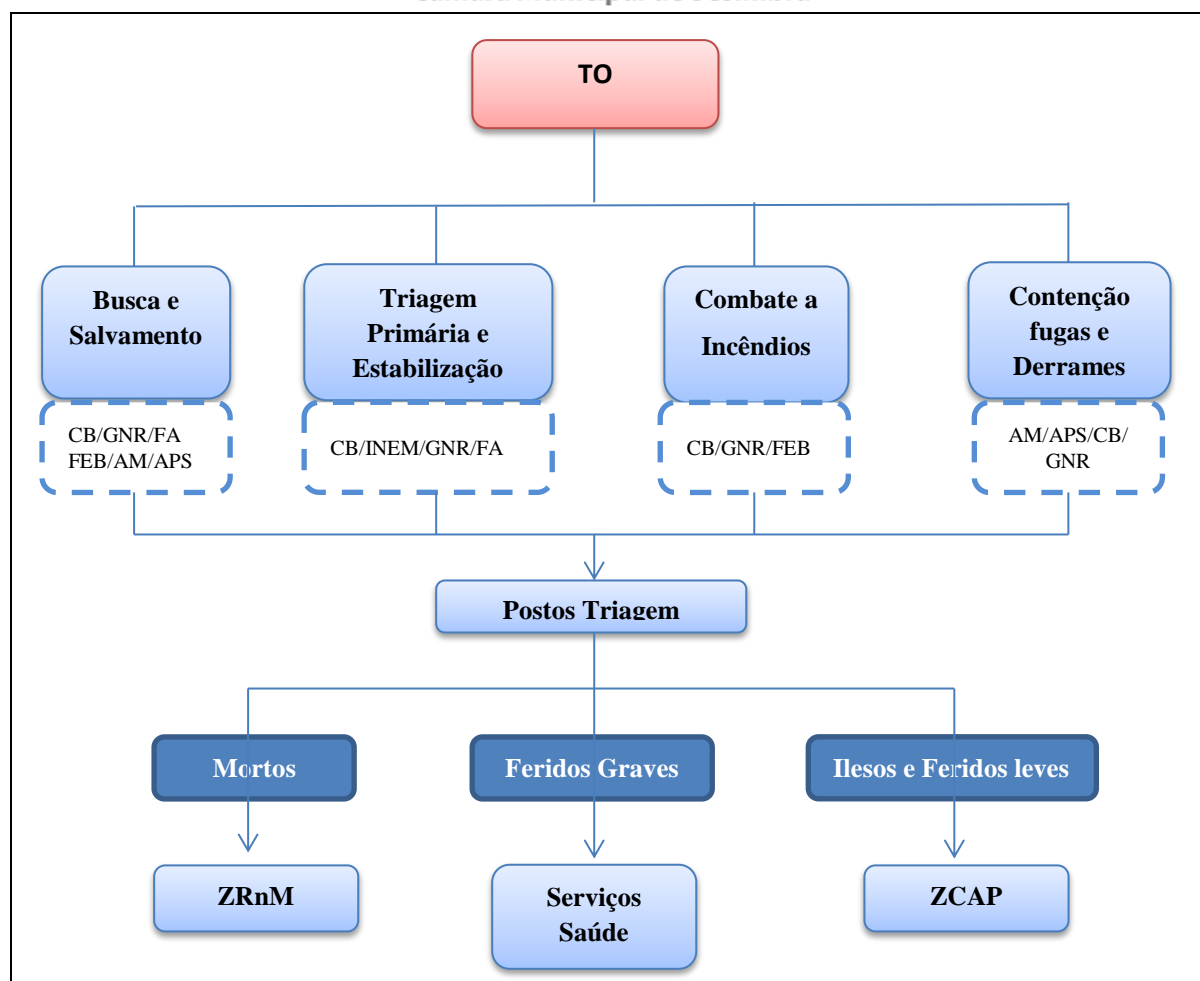 TO
Busca e
Salvamento
Triagem
Primária e
Estabilização
Combate a
Incêndios
Contenção
fugas e
Derrames
CB/GNR/FA
FEB/AM/APS
CB/INEM/GNR/FA
CB/GNR/FEB
AM/APS/CB/
GNR
Postos Triagem
Mortos
Feridos Graves
Ilesos e Feridos leves
ZRnM
Serviços
Saúde
ZCAP